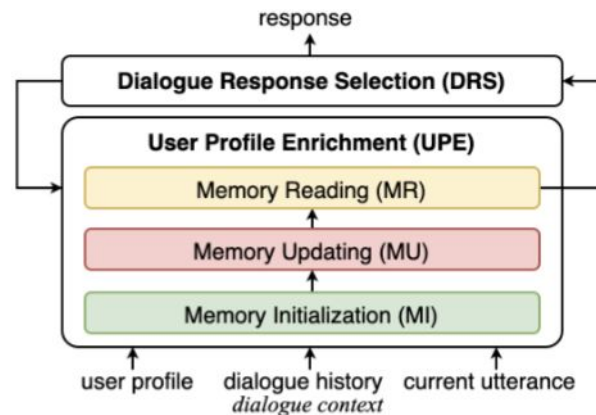 response
Dialogue Response Selection (DRS)
User Profile Enrichment (UPE)
Memory Reading (MR)
Memory Updating (MU)
Memory Initialization (MI)
user profile dialogue history current utterance
dialogue context